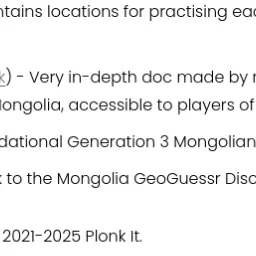 ntains locations for practising ea
) - Very in-depth doc made by
ongolia, accessible to players of
dational Generation 3 Mongolian
to the Mongolia GeoGuessr Disc
2021-2025 Plonk It.